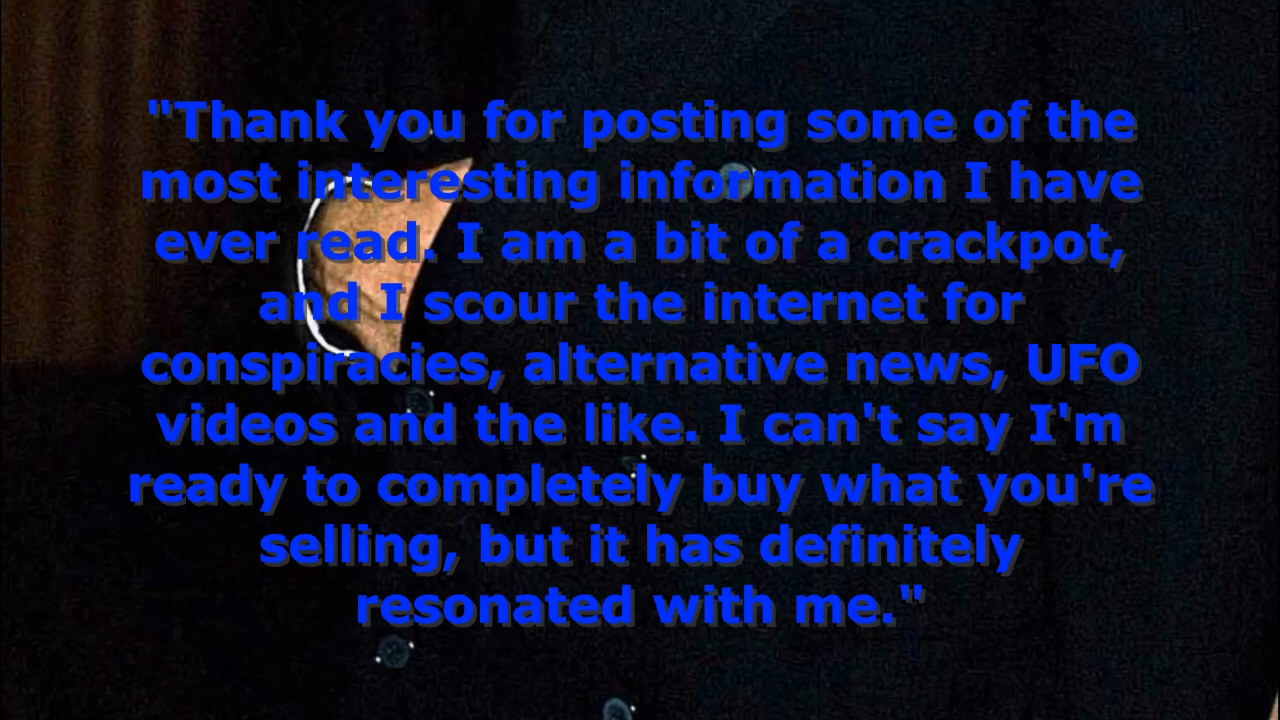 "Thank you for posting some of the
most interesting information I have
ever read. I am a bit of a crackpot,
and I scour the internet for
conspiracies, alternative news, UFO
videos and the like. I can't say I'm
ready to completely buy what you're
selling, but it has definitely
resonated with me."